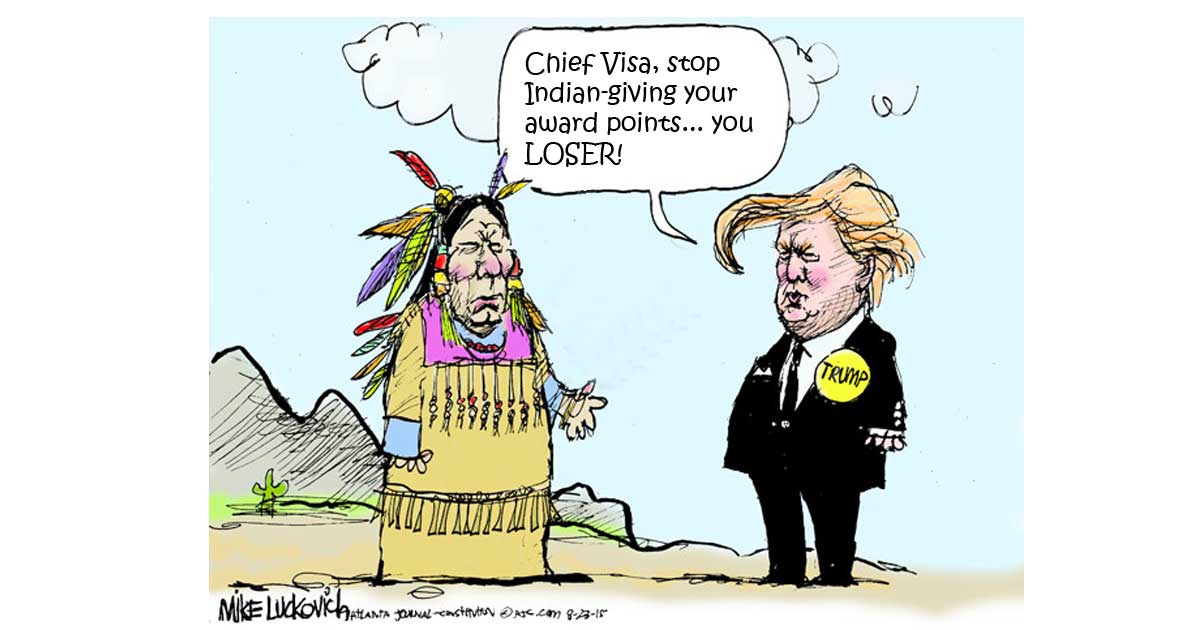 Chief Visa, stop
Indian-giving your
award points... you
LOSER!
TRUMP
MIKE LUCKOVICH ATLANTA JOURNAL-CONSTITUTION © AJC.com 8-23-15